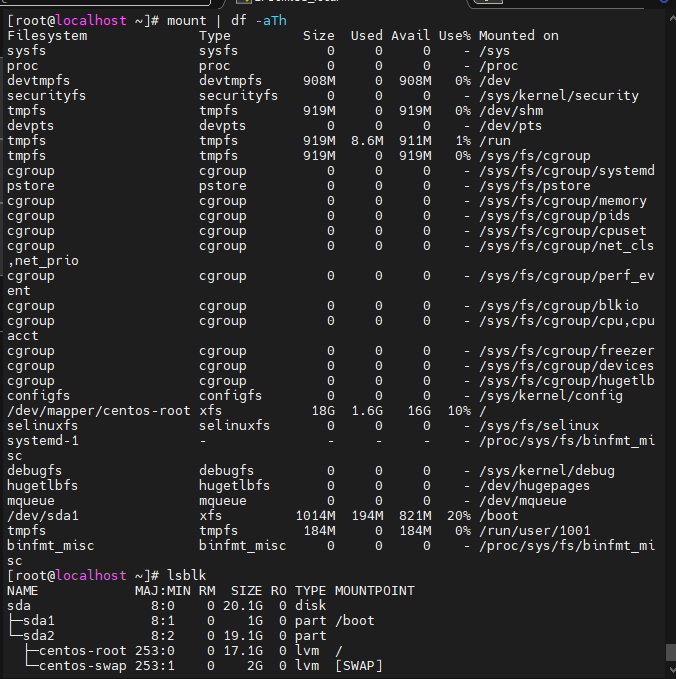 [root@localhost ~]# mount | df -aTh
Filesystem              Type        Size  Used Avail Use% Mounted on
sysfs                   sysfs          0     0     0    - /sys
proc                    proc           0     0     0    - /proc
devtmpfs                devtmpfs    908M     0  908M   0% /dev
securityfs              securityfs     0     0     0    - /sys/kernel/security
tmpfs                   tmpfs       919M     0  919M   0% /dev/shm
devpts                  devpts         0     0     0    - /dev/pts
tmpfs                   tmpfs       919M  8.6M  911M   1% /run
tmpfs                   tmpfs       919M     0  919M   0% /sys/fs/cgroup
cgroup                  cgroup         0     0     0    - /sys/fs/cgroup/systemd
pstore                  pstore         0     0     0    - /sys/fs/pstore
cgroup                  cgroup         0     0     0    - /sys/fs/cgroup/memory
cgroup                  cgroup         0     0     0    - /sys/fs/cgroup/pids
cgroup                  cgroup         0     0     0    - /sys/fs/cgroup/cpuset
cgroup                  cgroup         0     0     0    - /sys/fs/cgroup/net_cls
,net_prio
cgroup                  cgroup         0     0     0    - /sys/fs/cgroup/perf_ev
ent
cgroup                  cgroup         0     0     0    - /sys/fs/cgroup/blkio
cgroup                  cgroup         0     0     0    - /sys/fs/cgroup/cpu,cpu
acct
cgroup                  cgroup         0     0     0    - /sys/fs/cgroup/freezer
cgroup                  cgroup         0     0     0    - /sys/fs/cgroup/devices
cgroup                  cgroup         0     0     0    - /sys/fs/cgroup/hugetlb
configfs                configfs       0     0     0    - /sys/kernel/config
/dev/mapper/centos-root xfs          18G  1.6G   16G  10% /
selinuxfs               selinuxfs      0     0     0    - /sys/fs/selinux
systemd-1               -              -     -     -    - /proc/sys/fs/binfmt_mi
sc
debugfs                 debugfs        0     0     0    - /sys/kernel/debug
hugetlbfs               hugetlbfs      0     0     0    - /dev/hugepages
mqueue                  mqueue         0     0     0    - /dev/mqueue
/dev/sda1               xfs        1014M  194M  821M  20% /boot
tmpfs                   tmpfs       184M     0  184M   0% /run/user/1001
binfmt_misc             binfmt_misc    0     0     0    - /proc/sys/fs/binfmt_mi
sc
[root@localhost ~]# lsblk
NAME            MAJ:MIN RM  SIZE RO TYPE MOUNTPOINT
sda               8:0    0 20.1G  0 disk
├─sda1            8:1    0    1G  0 part /boot
└─sda2            8:2    0 19.1G  0 part
  ├─centos-root 253:0    0 17.1G  0 lvm  /
  └─centos-swap 253:1    0    2G  0 lvm  [SWAP]